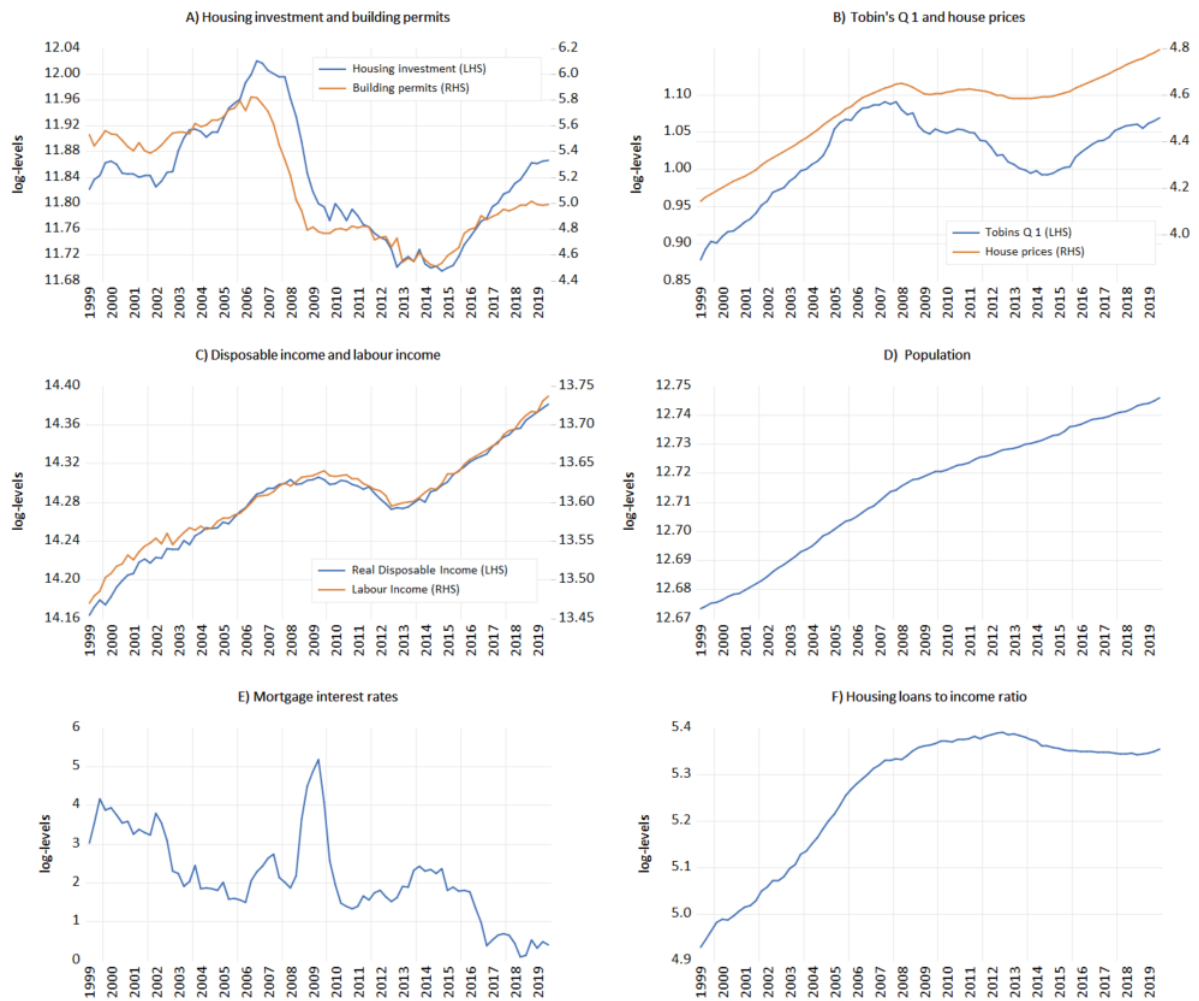 A) Housing investment and building permits
12.04
12.00
11.96
11.92
11.88
11.84
11.80
11.76
11.72
11.68
log-levels
6.2
6.0
5.8
5.6
5.4
5.2
5.0
4.8
4.6
4.4
Housing investment (LHS)
Building permits (RHS)
1999 2000 2001 2002 2003 2004 2005 2006 2007 2008 2009 2010 2011 2012 2013 2014 2015 2016 2017 2018 2019
B) Tobin's Q 1 and house prices
1.10
1.05
1.00
0.95
0.90
0.85
log-levels
4.8
4.6
4.4
4.2
4.0
Tobins Q 1 (LHS)
House prices (RHS)
1999 2000 2001 2002 2003 2004 2005 2006 2007 2008 2009 2010 2011 2012 2013 2014 2015 2016 2017 2018 2019
C) Disposable income and labour income
14.40
14.36
14.32
14.28
14.24
14.20
14.16
log-levels
13.75
13.70
13.65
13.60
13.55
13.50
13.45
Real Disposable Income (LHS)
Labour Income (RHS)
1999 2000 2001 2002 2003 2004 2005 2006 2007 2008 2009 2010 2011 2012 2013 2014 2015 2016 2017 2018 2019
D) Population
12.75
12.74
12.73
12.72
12.71
12.70
12.69
12.68
12.67
log-levels
1999 2000 2001 2002 2003 2004 2005 2006 2007 2008 2009 2010 2011 2012 2013 2014 2015 2016 2017 2018 2019
E) Mortgage interest rates
6
5
4
3
2
1
0
log-levels
1999 2000 2001 2002 2003 2004 2005 2006 2007 2008 2009 2010 2011 2012 2013 2014 2015 2016 2017 2018 2019
F) Housing loans to income ratio
5.4
5.3
5.2
5.1
5.0
4.9
log-levels
1999 2000 2001 2002 2003 2004 2005 2006 2007 2008 2009 2010 2011 2012 2013 2014 2015 2016 2017 2018 2019